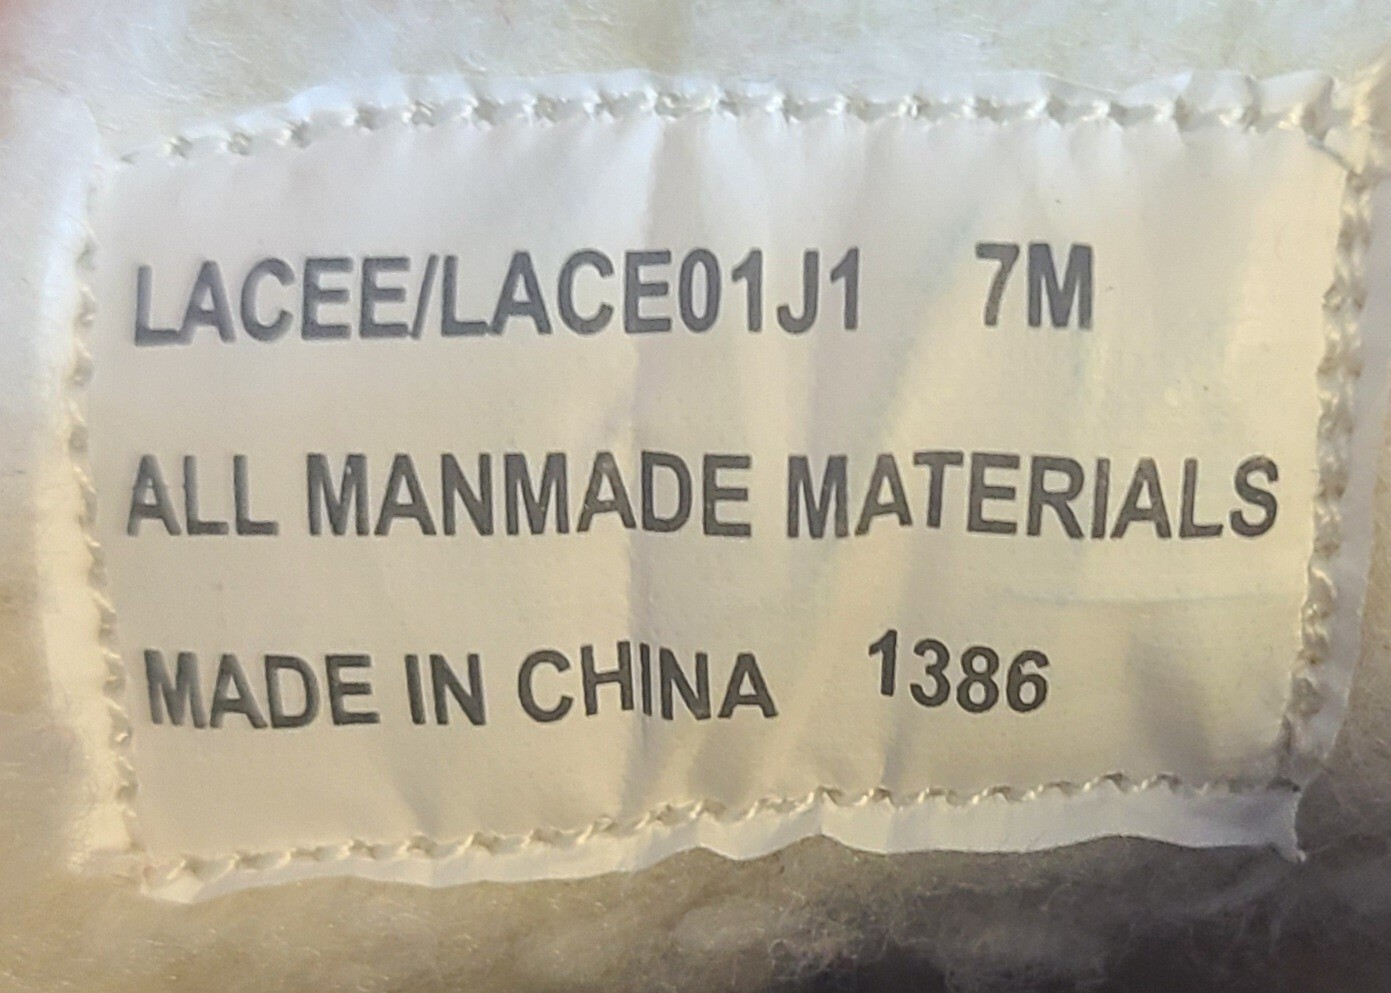 LACEE/LACE01J1 7M
ALL MANMADE MATERIALS
MADE IN CHINA 1386